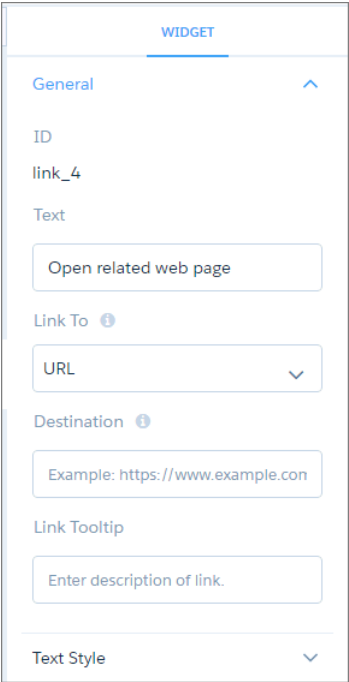 WIDGET
General
ID
link_4
Text
Open related web page
Link To
URL
Destination
Example: https://www.example.con
Link Tooltip
Enter description of link.
Text Style